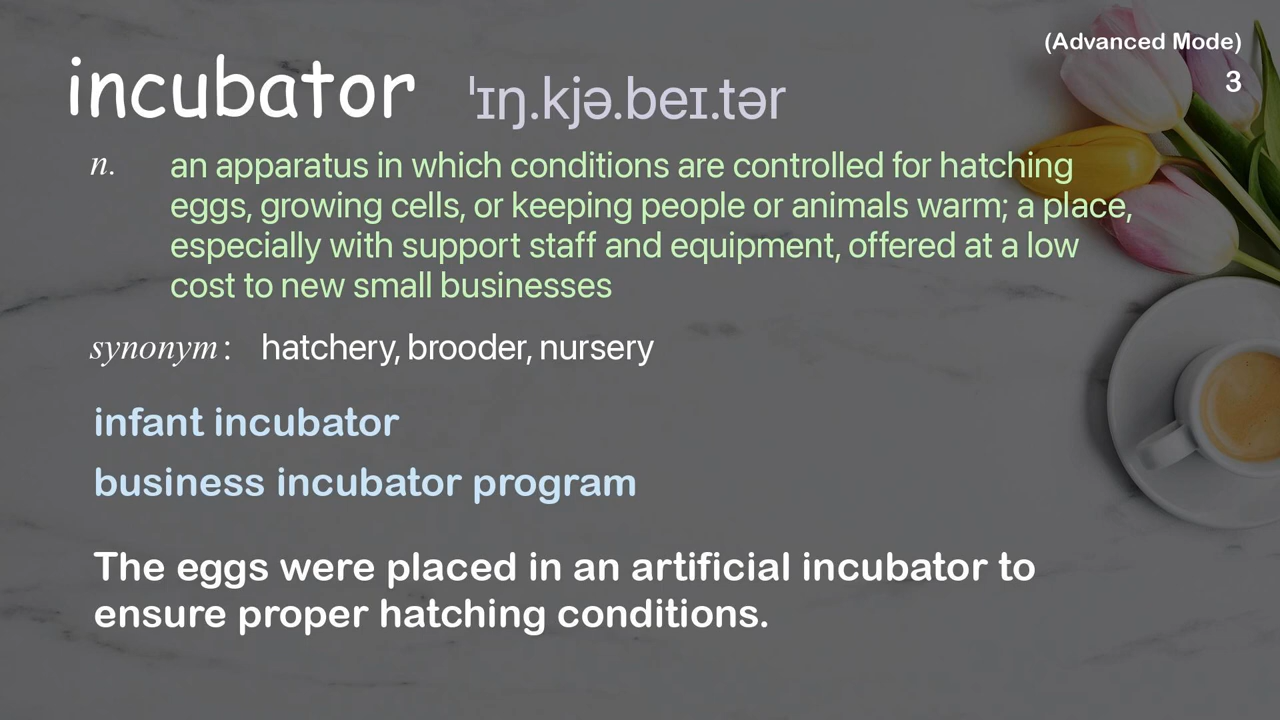 (Advanced Mode)
3
incubator ˈɪŋ.kjə.beɪ.tər
n. an apparatus in which conditions are controlled for hatching
eggs, growing cells, or keeping people or animals warm; a place,
especially with support staff and equipment, offered at a low
cost to new small businesses
synonym: hatchery, brooder, nursery
infant incubator
business incubator program
The eggs were placed in an artificial incubator to
ensure proper hatching conditions.